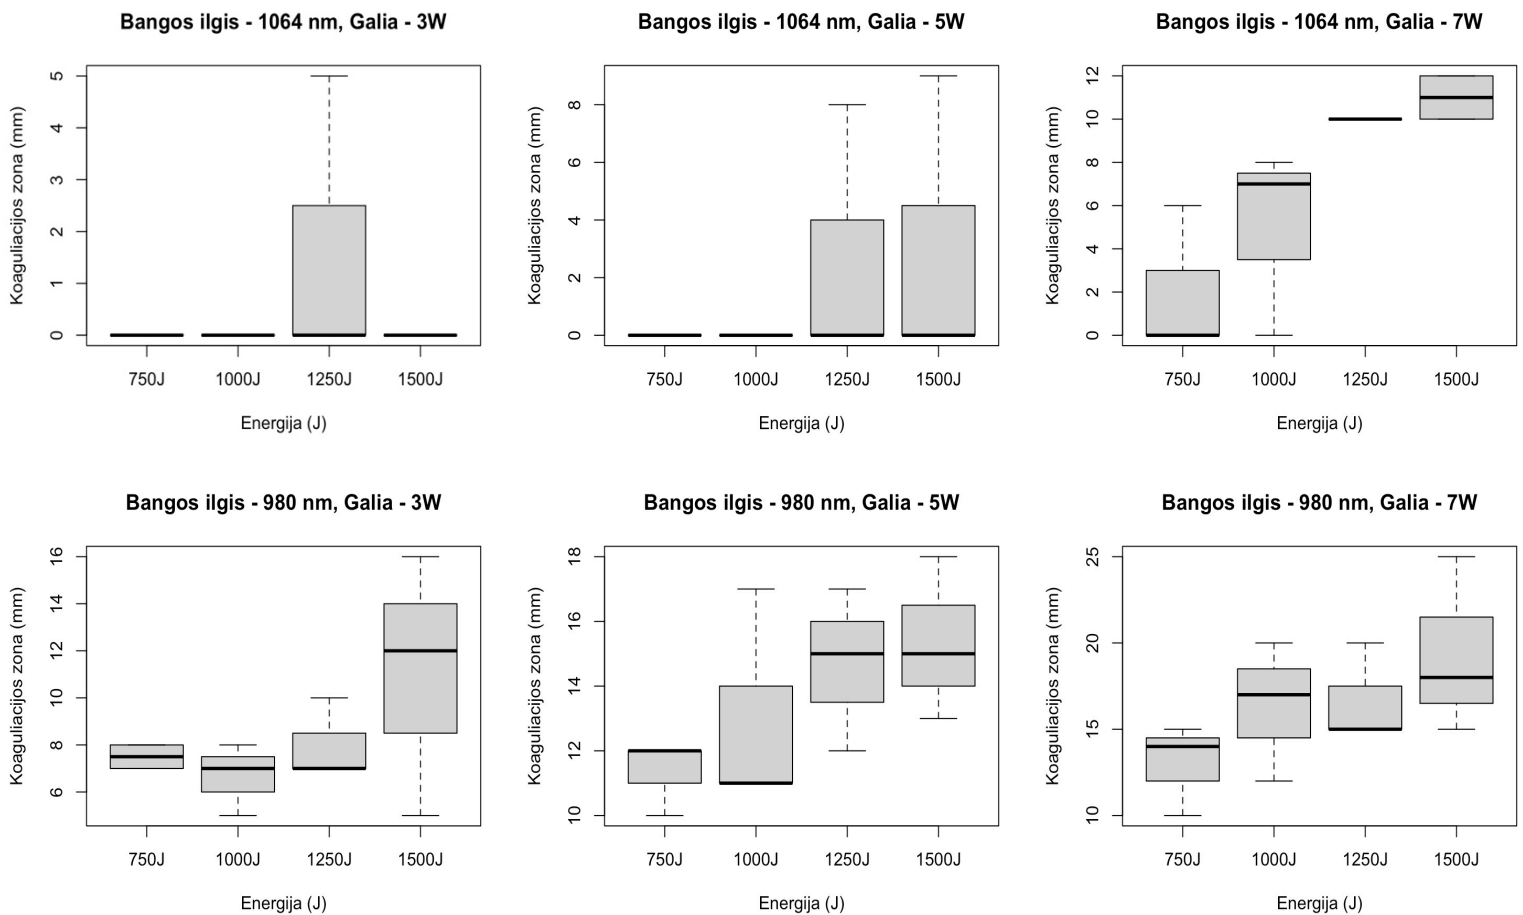 Bangos ilgis - 1064 nm, Galia - 3W
Koaguliacijos zona (mm)
5
4
3
2
1
0
750J 1000J 1250J 1500J
Energija (J)
Bangos ilgis - 1064 nm, Galia - 5W
Koaguliacijos zona (mm)
8
6
4
2
0
750J 1000J 1250J 1500J
Energija (J)
Bangos ilgis - 1064 nm, Galia - 7W
Koaguliacijos zona (mm)
12
10
8
6
4
2
0
750J 1000J 1250J 1500J
Energija (J)
Bangos ilgis - 980 nm, Galia - 3W
Koaguliacijos zona (mm)
16
14
12
10
8
6
750J 1000J 1250J 1500J
Energija (J)
Bangos ilgis - 980 nm, Galia - 5W
Koaguliacijos zona (mm)
18
16
14
12
10
750J 1000J 1250J 1500J
Energija (J)
Bangos ilgis - 980 nm, Galia - 7W
Koaguliacijos zona (mm)
25
20
15
10
750J 1000J 1250J 1500J
Energija (J)